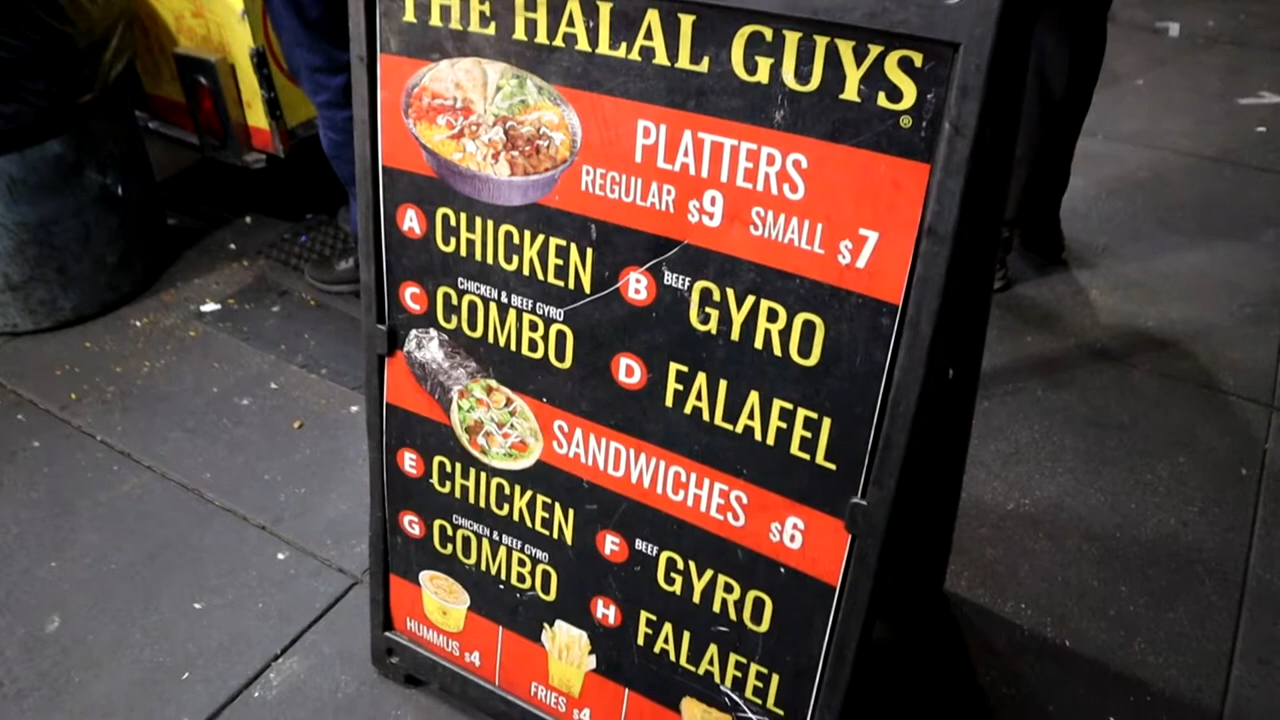 THE HALAL GUYS®
PLATTERS
REGULAR $9 SMALL $7
A CHICKEN
B BEEF GYRO
C CHICKEN & BEEF GYRO COMBO
D FALAFEL
SANDWICHES $6
E CHICKEN
F BEEF GYRO
G CHICKEN & BEEF GYRO COMBO
H FALAFEL
HUMMUS $4
FRIES $4